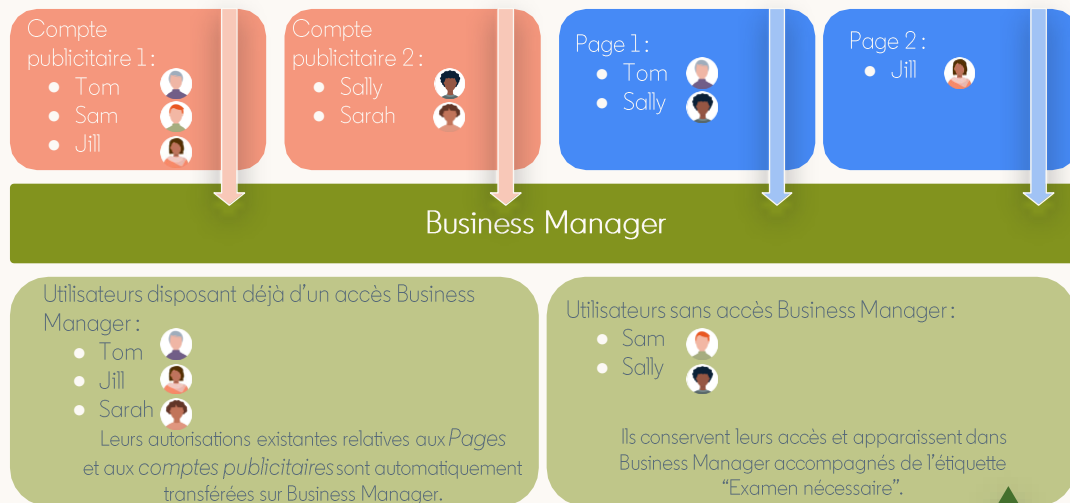 Compte
publicitaire 1 :
• Tom
• Sam
• Jill
Compte
publicitaire 2 :
• Sally
• Sarah
Page 1 :
• Tom
• Sally
Page 2 :
• Jill
Business Manager
Utilisateurs disposant déjà d'un accès Business
Manager :
• Tom
• Jill
• Sarah
Leurs autorisations existantes relatives aux Pages
et aux comptes publicitaires sont automatiquement
transférées sur Business Manager.
Utilisateurs sans accès Business Manager :
• Sam
• Sally
Ils conservent leurs accès et apparaissent dans
Business Manager accompagnés de l'étiquette
“Examen nécessaire”.